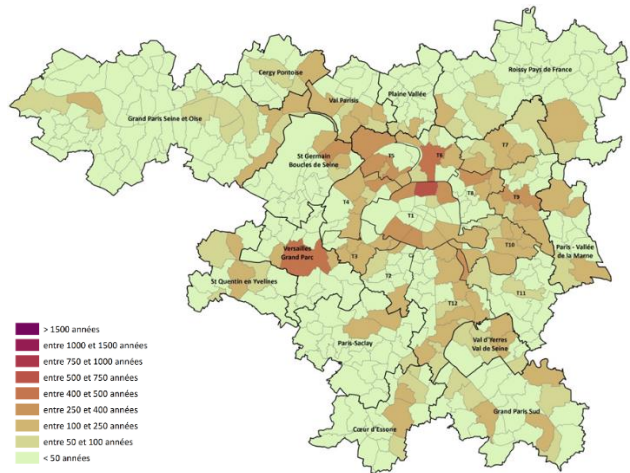 Cergy Pontoise
Roissy Pays de France
Val Parisis
Plaine Vallée
Grand Paris Seine et Oise
T7
St Germain
Boucles de Seine
T5
T6
T8
T9
T4
T1
T10
Paris - Vallée
de la Marne
Versailles
Grand Parc
T3
T2
St Quentin en Yvelines
T11
T12
Paris-Saclay
Val d'Yerres
Val de Seine
Grand Paris Sud
Cœur d'Essone
> 1500 années
entre 1000 et 1500 années
entre 750 et 1000 années
entre 500 et 750 années
entre 400 et 500 années
entre 250 et 400 années
entre 100 et 250 années
entre 50 et 100 années
< 50 années